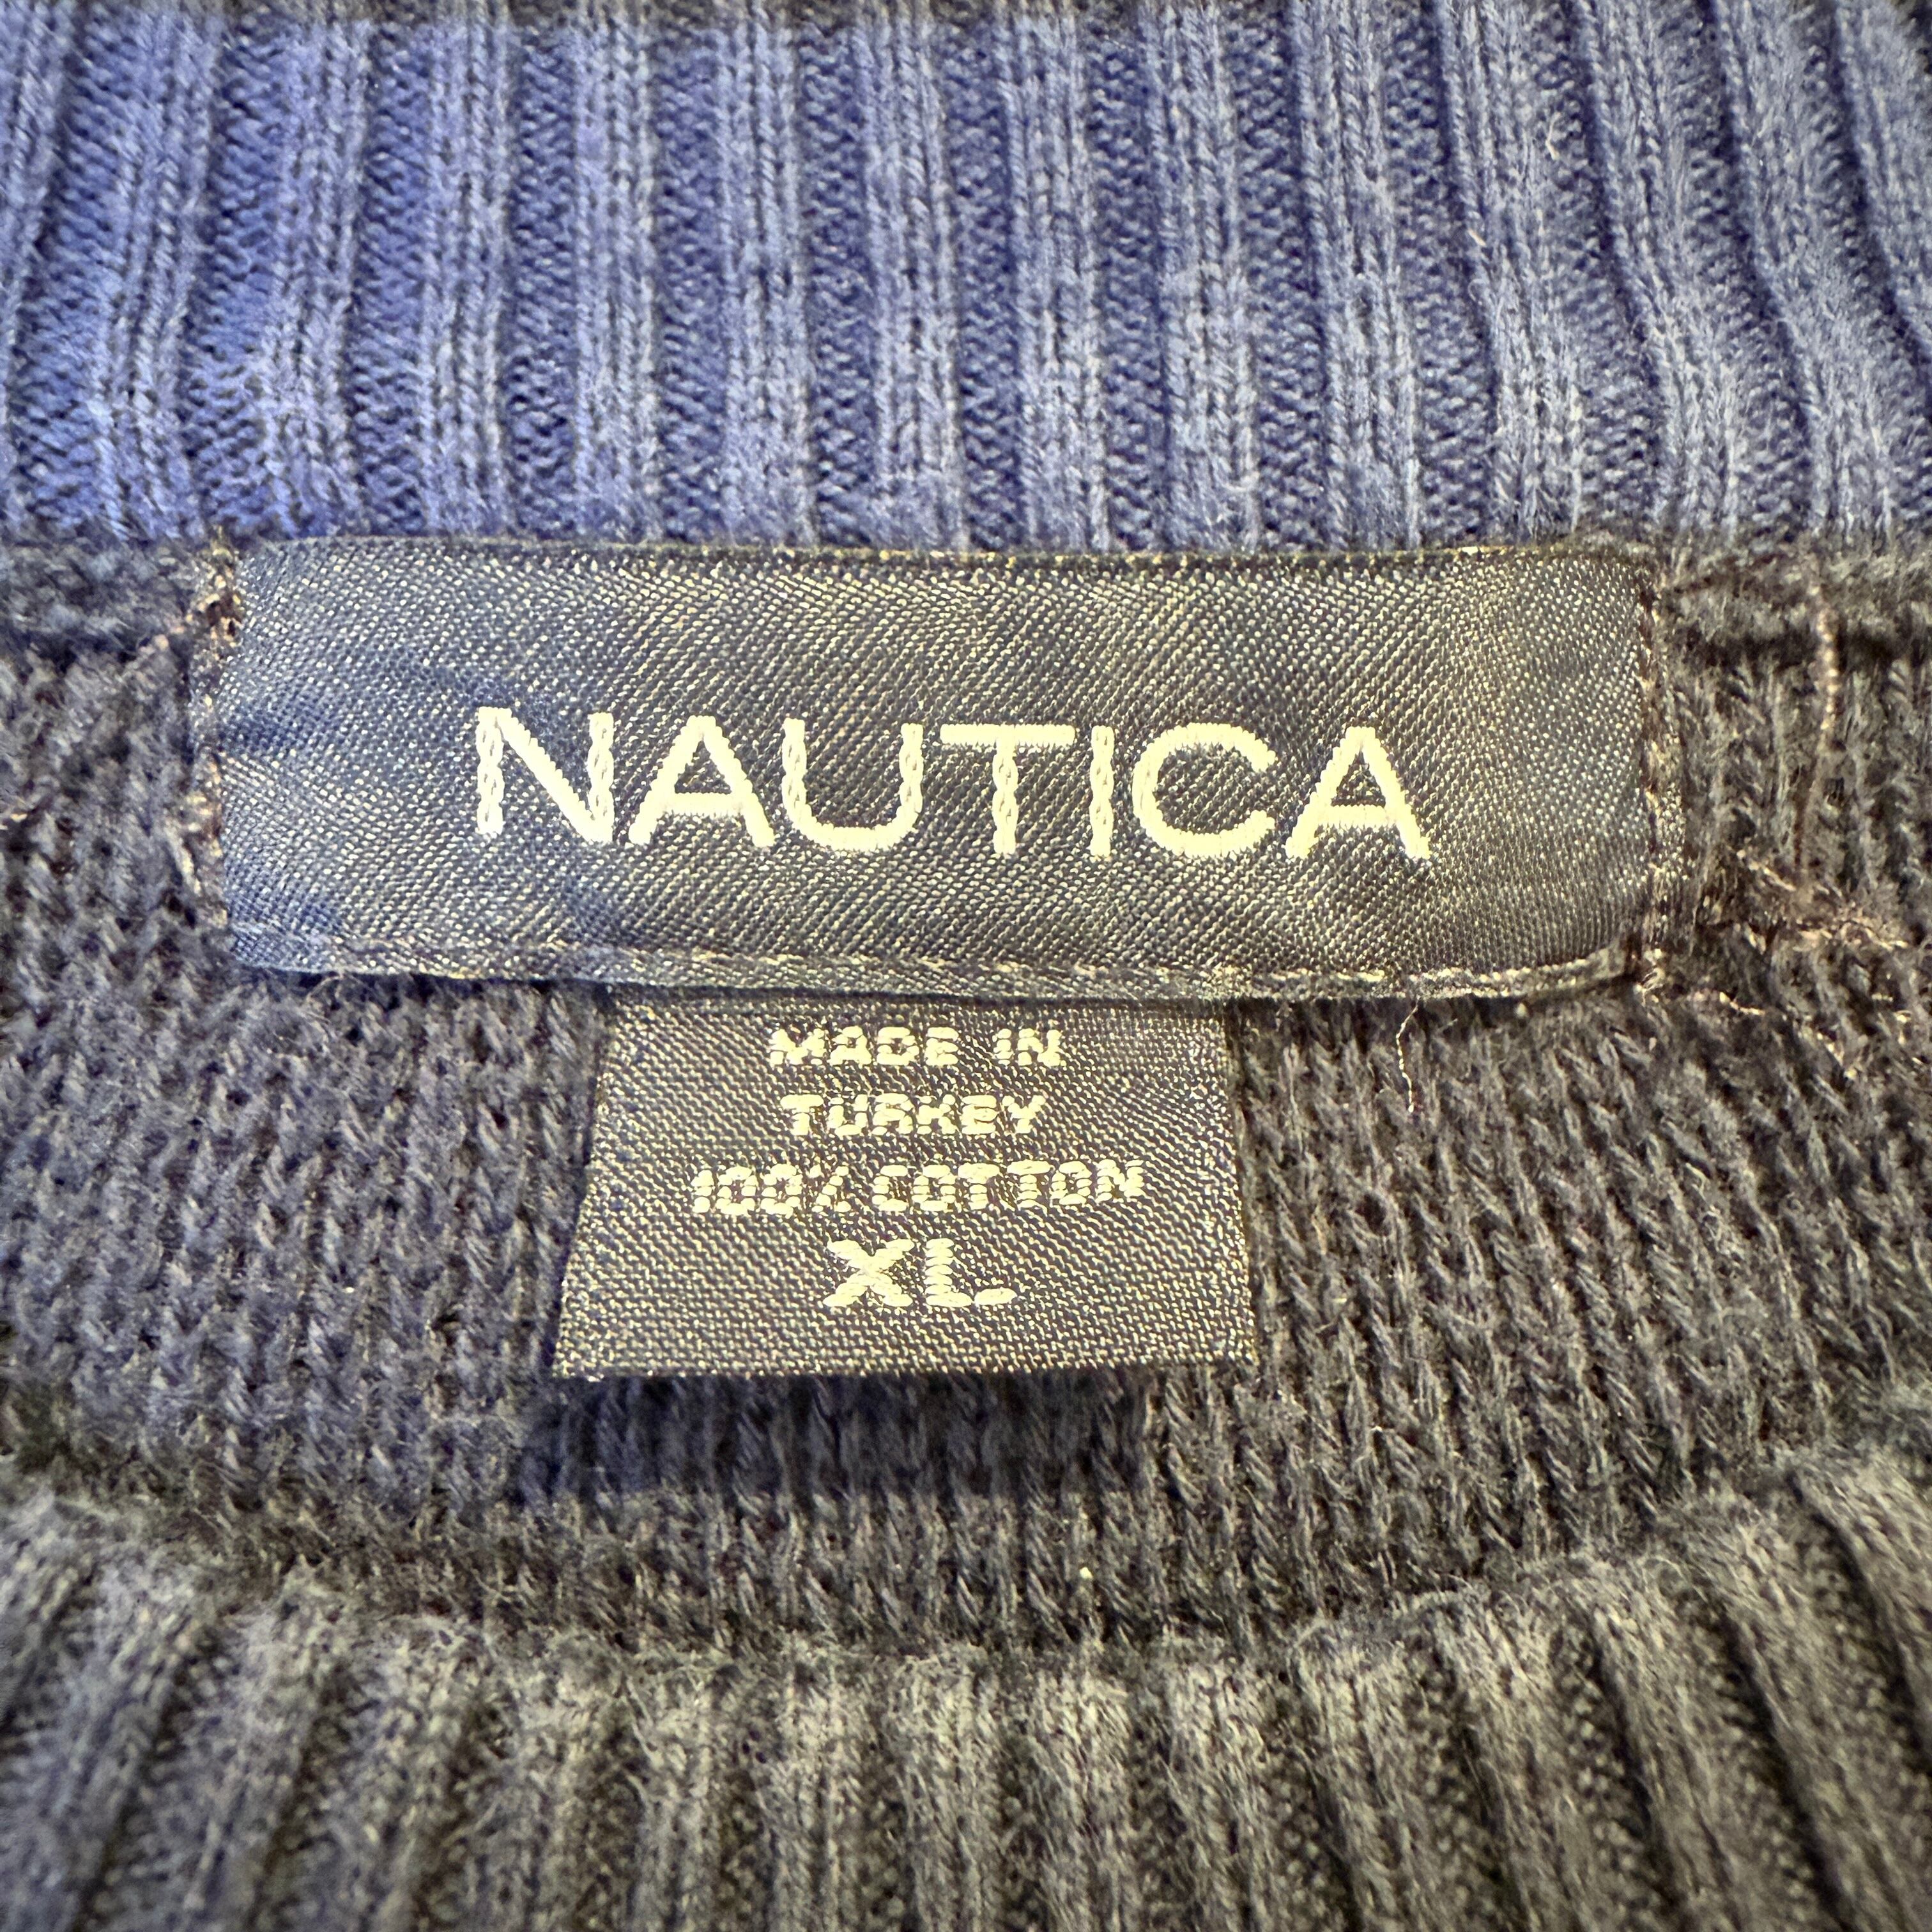 NAUTICA
MADE IN
TURKEY
100% COTTON
XL